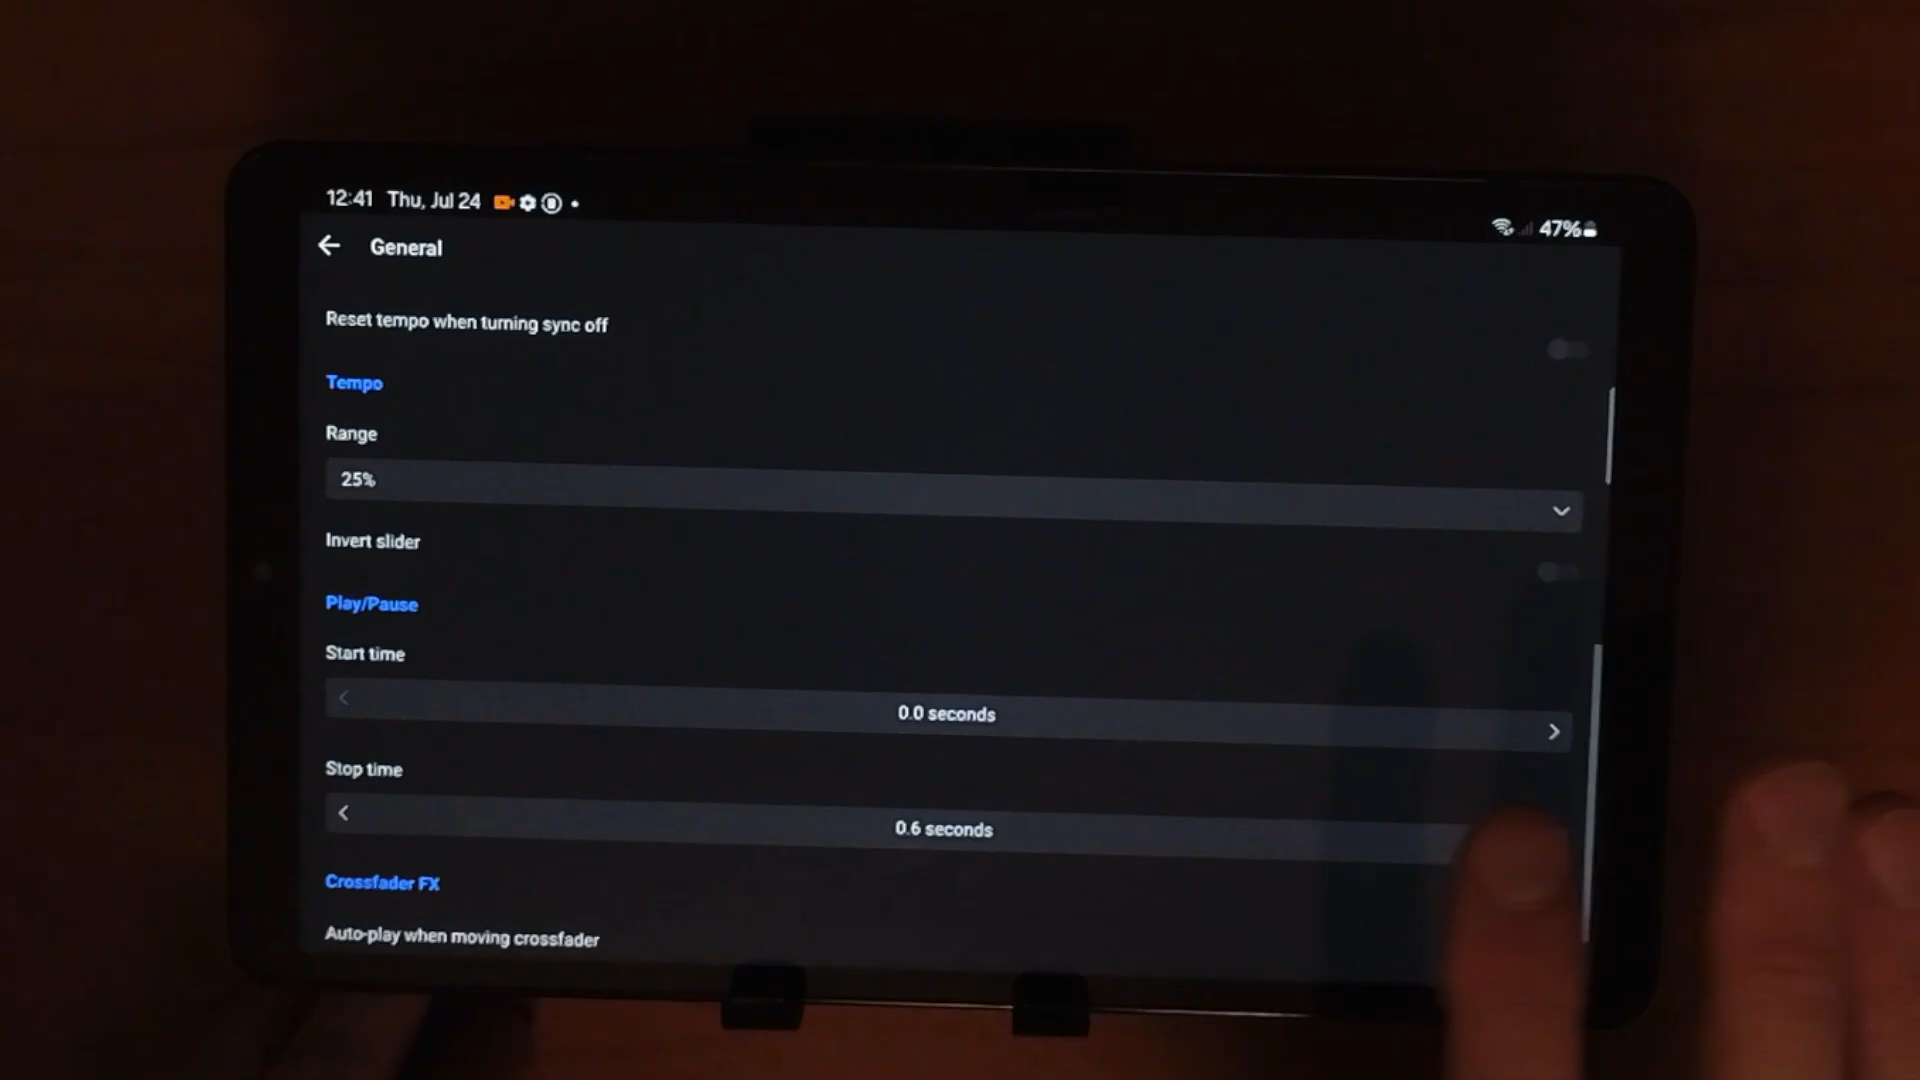 12:41 Thu, Jul 24
47%
General
Reset tempo when turning sync off
Tempo
Range
25%
Invert slider
Play/Pause
Start time
0.0 seconds
Stop time
0.6 seconds
Crossfader FX
Auto-play when moving crossfader